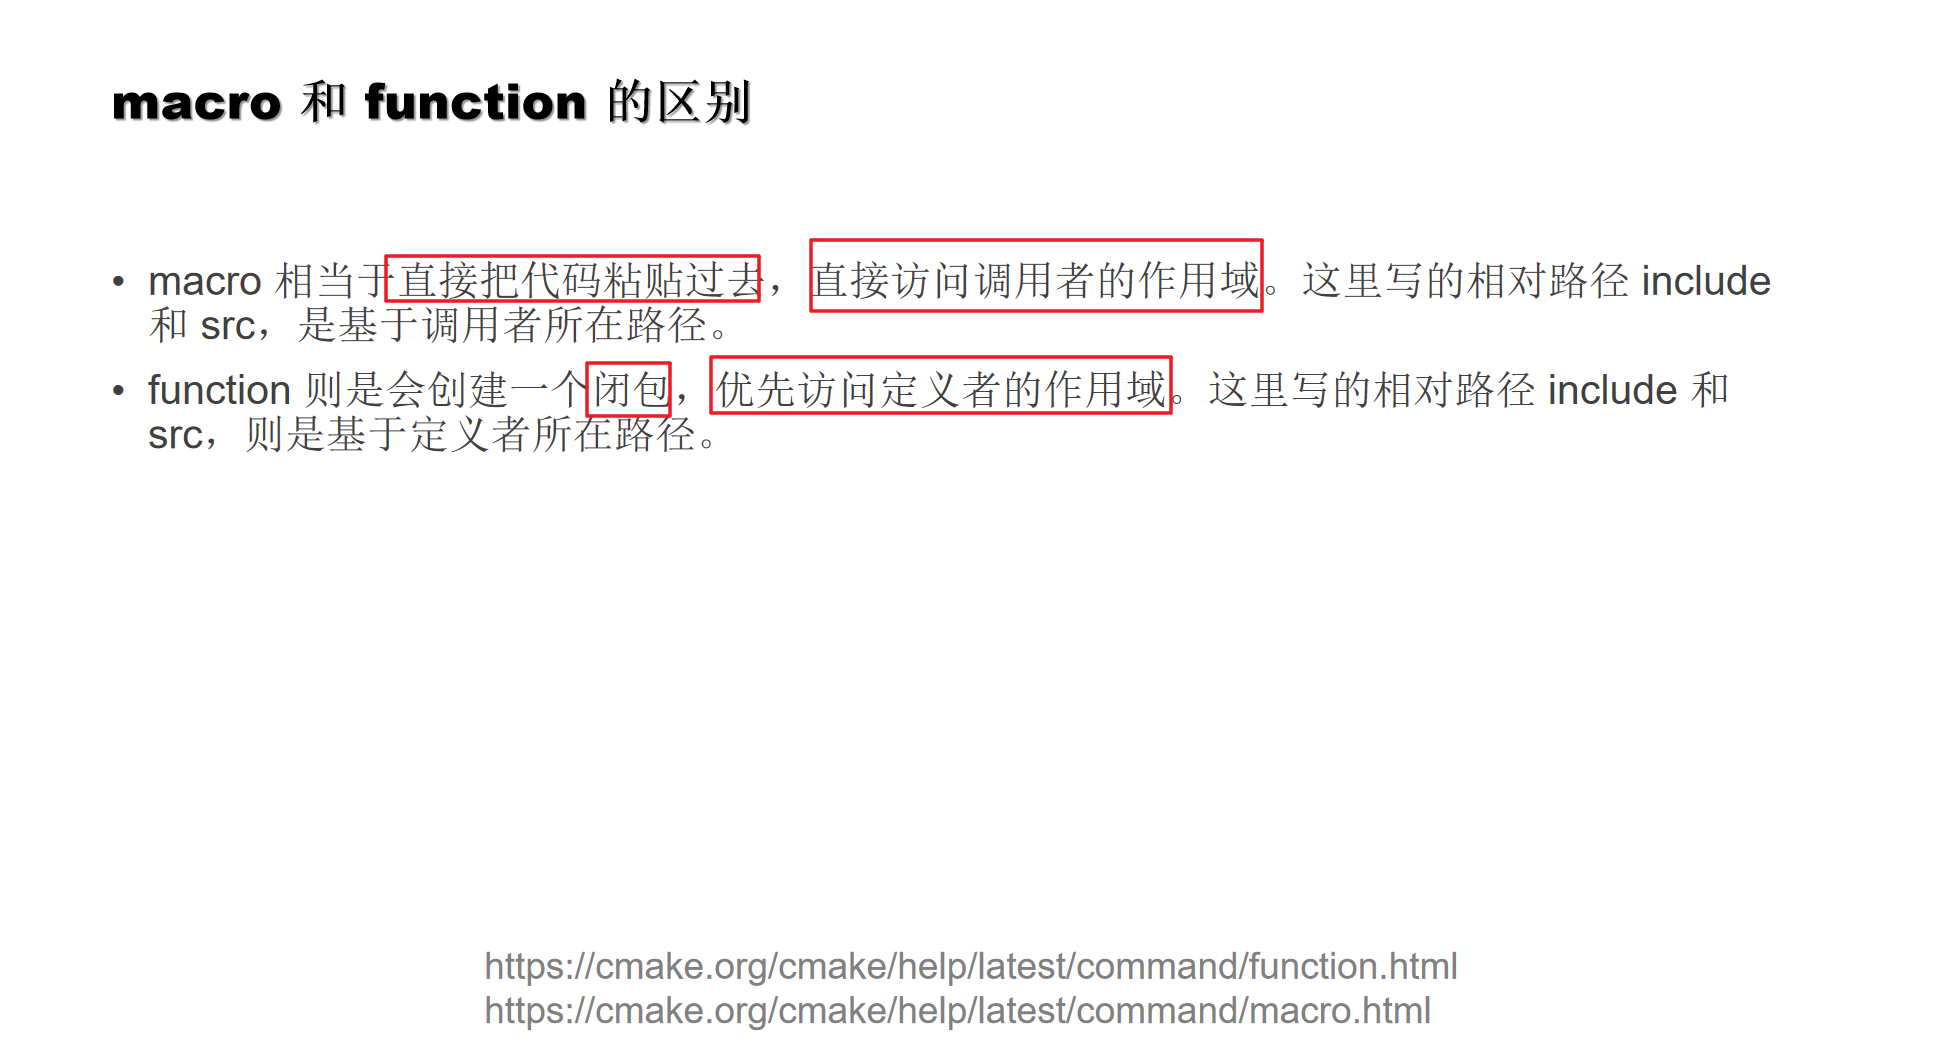 macro 和 function 的区别
• macro 相当于直接把代码粘贴过去，直接访问调用者的作用域。这里写的相对路径 include
和 src，是基于调用者所在路径。
• function 则是会创建一个闭包，优先访问定义者的作用域。这里写的相对路径 include 和
src，则是基于定义者所在路径。
https://cmake.org/cmake/help/latest/command/function.html
https://cmake.org/cmake/help/latest/command/macro.html